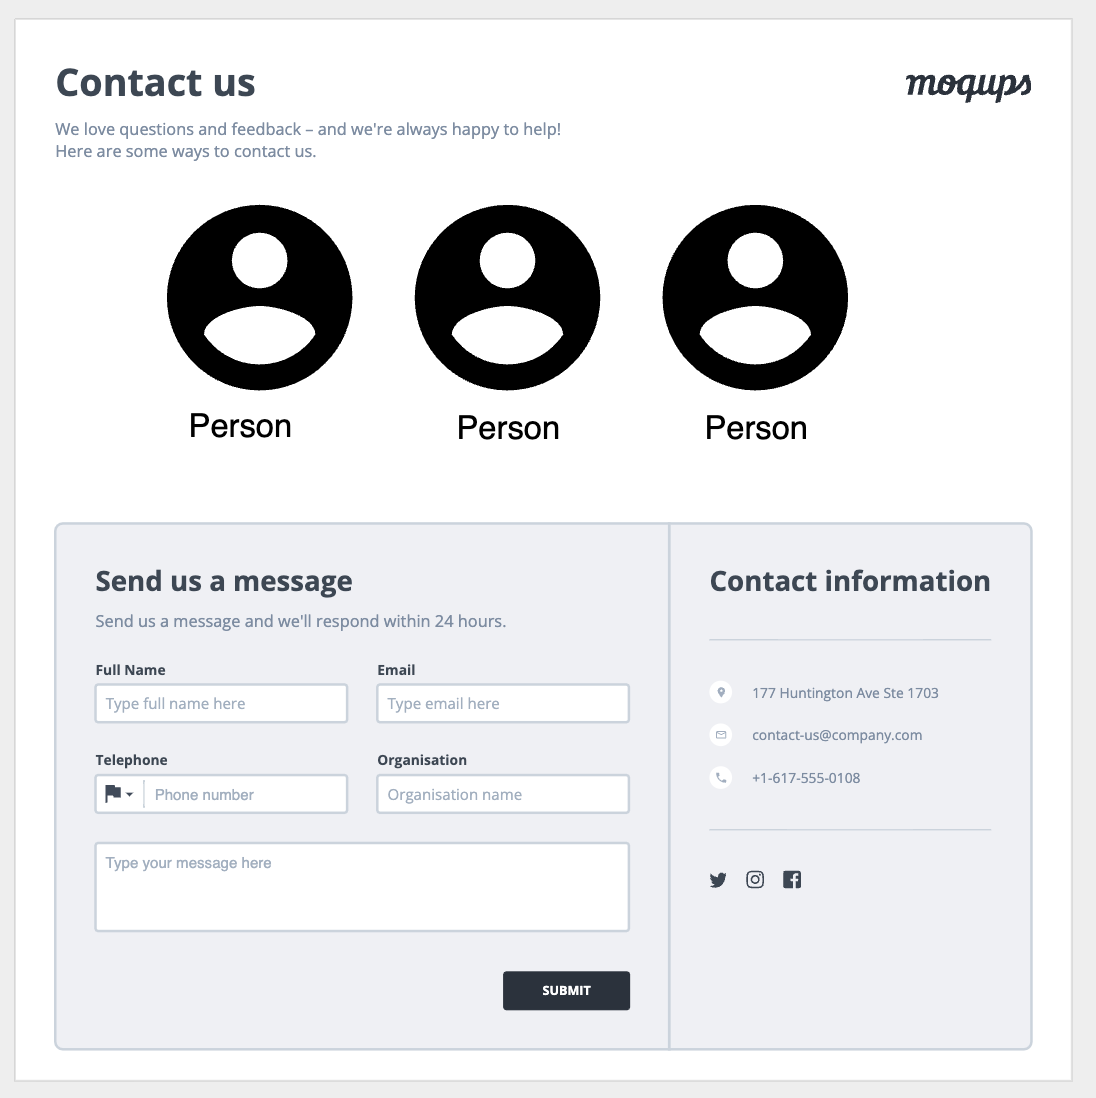 Contact us
moqups
We love questions and feedback – and we're always happy to help!
Here are some ways to contact us.
Person
Person
Person
Send us a message
Send us a message and we'll respond within 24 hours.
Full Name
Email
Type full name here
Type email here
Telephone
Organisation
Phone number
Organisation name
Type your message here
SUBMIT
Contact information
177 Huntington Ave Ste 1703
contact-us@company.com
+1-617-555-0108